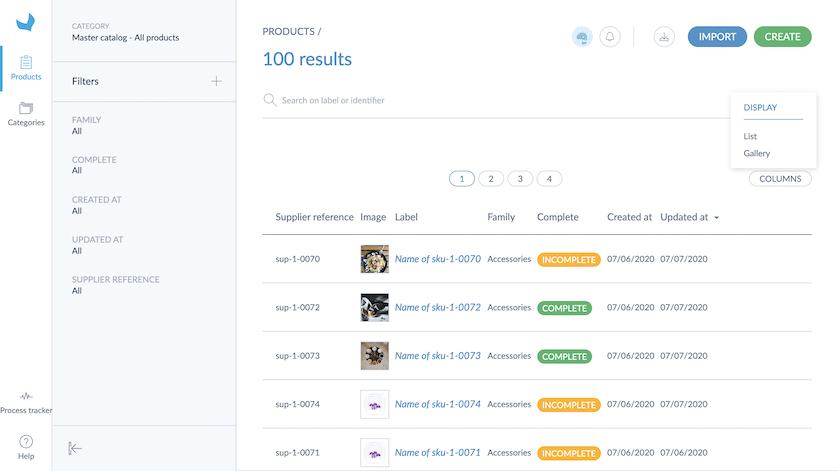 CATEGORY
Master catalog - All products
Products
Categories
Filters
FAMILY
All
COMPLETE
All
CREATED AT
All
UPDATED AT
All
SUPPLIER REFERENCE
All
Process tracker
Help
PRODUCTS /
IMPORT
CREATE
100 results
Search on label or identifier
DISPLAY
List
Gallery
1 2 3 4
COLUMNS
Supplier reference Image Label Family Complete Created at Updated at
sup-1-0070 Name of sku-1-0070 Accessories INCOMPLETE 07/06/2020 07/07/2020
sup-1-0072 Name of sku-1-0072 Accessories COMPLETE 07/06/2020 07/07/2020
sup-1-0073 Name of sku-1-0073 Accessories COMPLETE 07/06/2020 07/07/2020
sup-1-0074 Name of sku-1-0074 Accessories INCOMPLETE 07/06/2020 07/07/2020
sup-1-0071 Name of sku-1-0071 Accessories INCOMPLETE 07/06/2020 07/06/2020